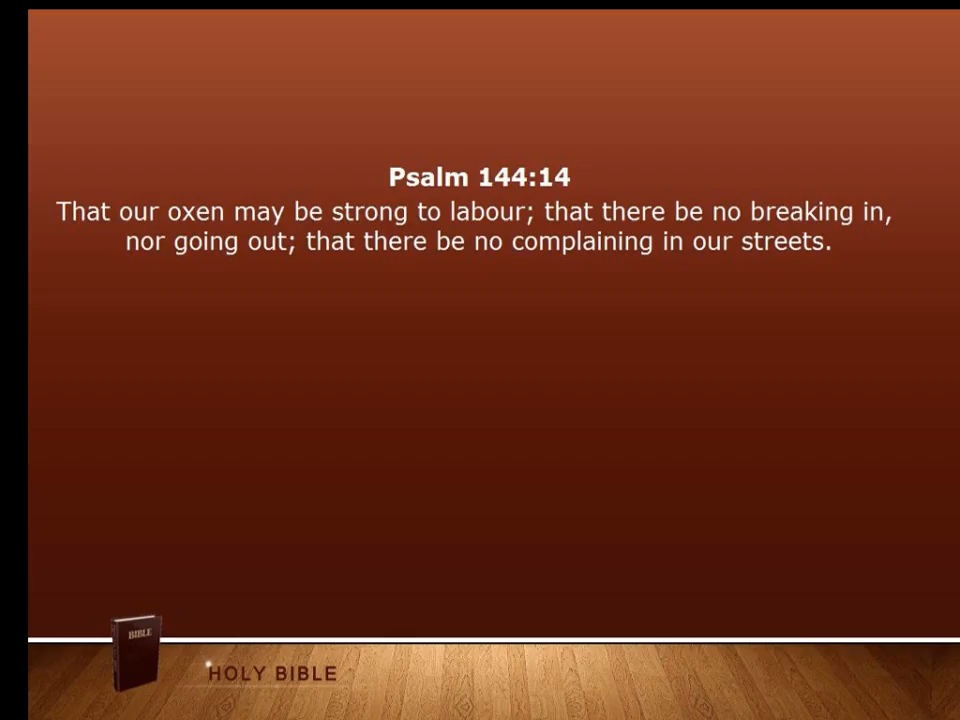 Psalm 144:14
That our oxen may be strong to labour; that there be no breaking in,
nor going out; that there be no complaining in our streets.
BIBLE
HOLY BIBLE